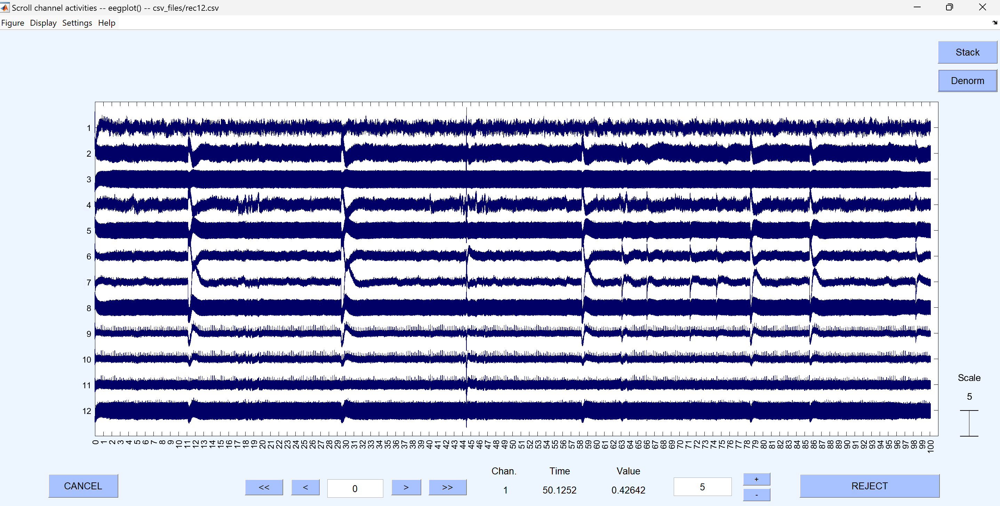 Scroll channel activities -- eegplot() -- csv_files/rec12.csv
Figure Display Settings Help
Stack
Denorm
1
2
3
4
5
6
7
8
9
10
11
12
Scale
5
0 1 2 3 4 5 6 7 8 9 10 11 12 13 14 15 16 17 18 19 20 21 22 23 24 25 26 27 28 29 30 31 32 33 34 35 36 37 38 39 40 41 42 43 44 45 46 47 48 49 50 51 52 53 54 55 56 57 58 59 60 61 62 63 64 65 66 67 68 69 70 71 72 73 74 75 76 77 78 79 80 81 82 83 84 85 86 87 88 89 90 91 92 93 94 95 96 97 98 99 100
Chan. Time Value
CANCEL << < 0 > >> 1 50.1252 0.42642 5 + - REJECT